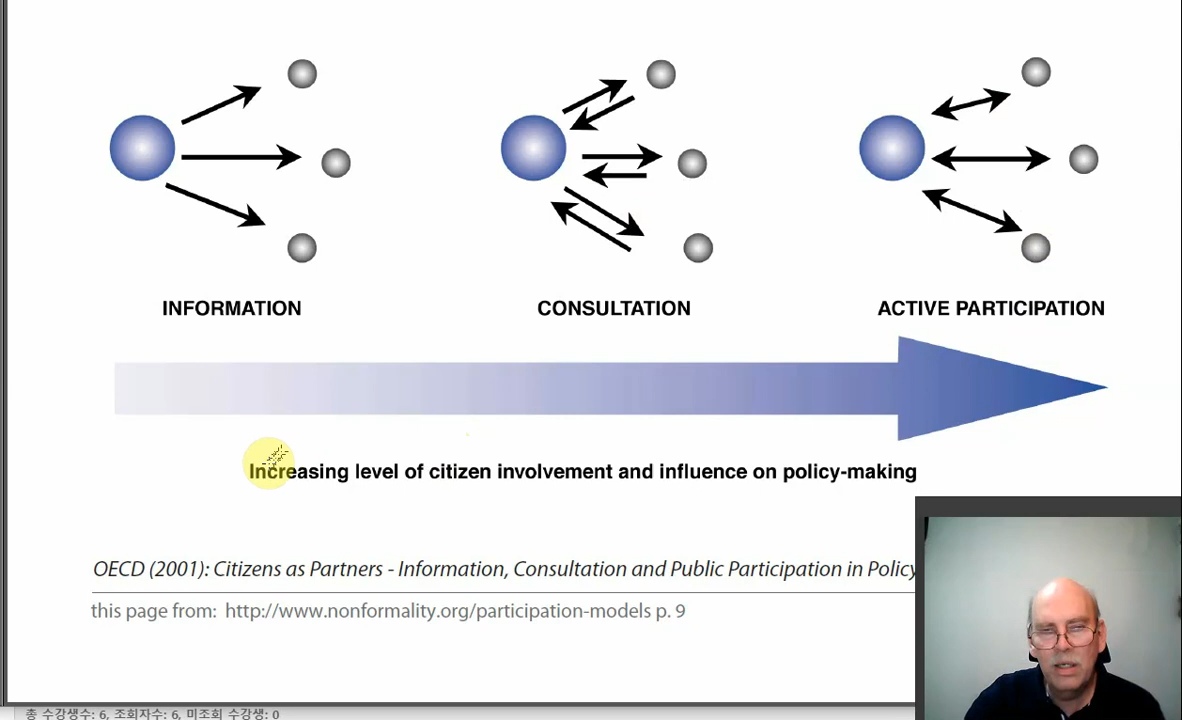 INFORMATION
CONSULTATION
ACTIVE PARTICIPATION
Increasing level of citizen involvement and influence on policy-making
OECD (2001): Citizens as Partners - Information, Consultation and Public Participation in Policy
this page from: http://www.nonformality.org/participation-models p. 9
총 수강생수: 6, 조회자수: 6, 미조회 수강생: 0